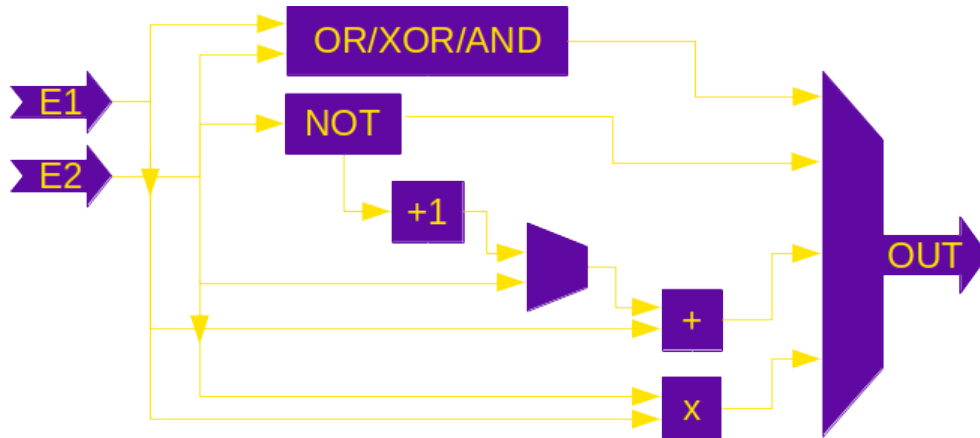 OR/XOR/AND
E1
NOT
E2
+1
OUT
+
x